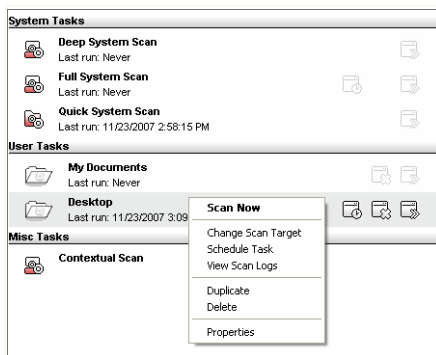 System Tasks
Deep System Scan
Last run: Never
Full System Scan
Last run: Never
Quick System Scan
Last run: 11/23/2007 2:58:15 PM
User Tasks
My Documents
Last run: Never
Desktop
Last run: 11/23/2007 3:09
Scan Now
Change Scan Target
Schedule Task
View Scan Logs
Duplicate
Delete
Properties
Misc Tasks
Contextual Scan